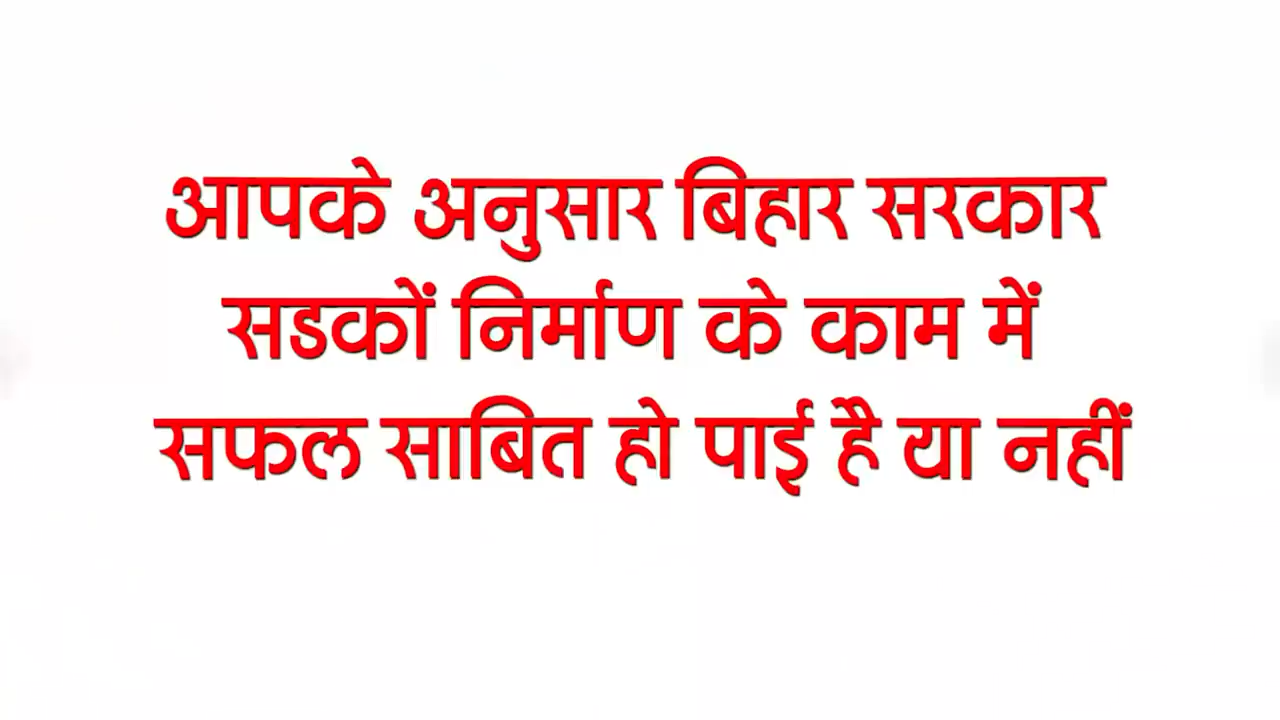 आपके अनुसार बिहार सरकार
सडकों निर्माण के काम में
सफल साबित हो पाई है या नहीं